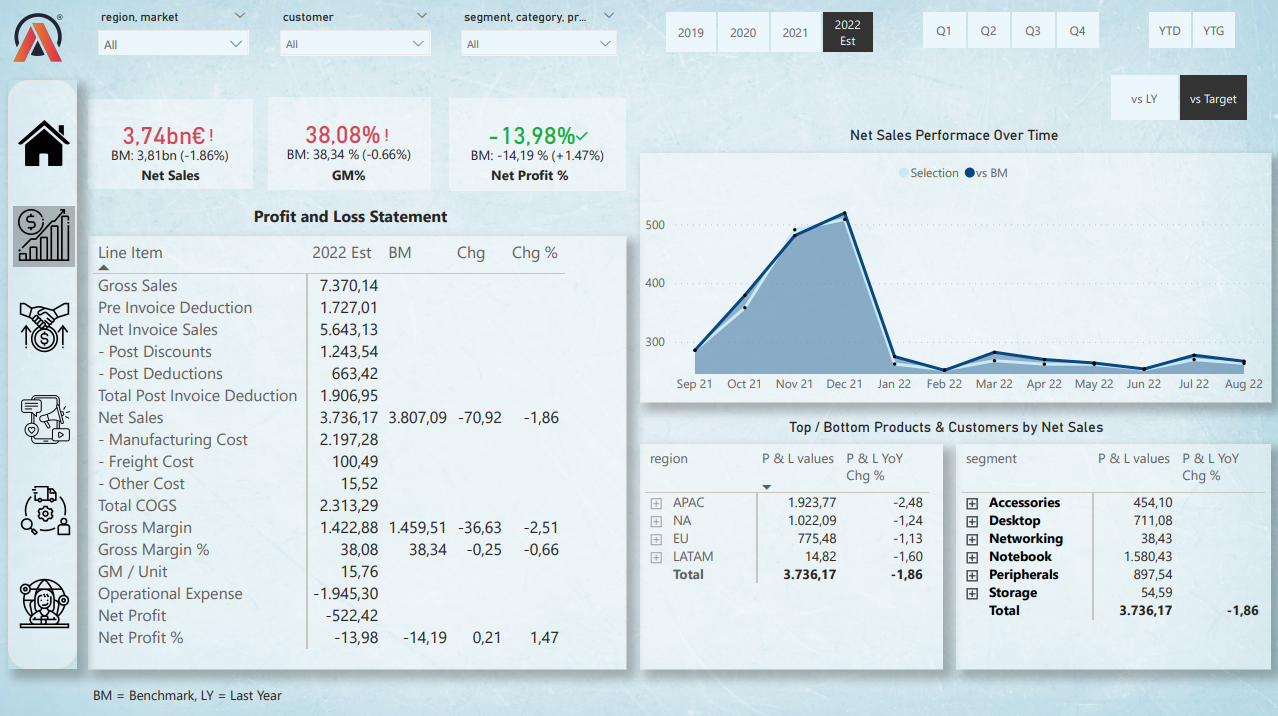 region, market
customer
segment, category, pr...
All
All
All
2019
2020
2021
2022
Est
Q1
Q2
Q3
Q4
YTD
YTG
vs LY
vs Target
3,74bn€ !
BM: 3,81bn (-1.86%)
Net Sales
38,08% !
BM: 38,34 % (-0.66%)
GM%
-13,98%
BM: -14,19 % (+1.47%)
Net Profit %
Net Sales Performace Over Time
Selection vs BM
500
400
300
Sep 21 Oct 21 Nov 21 Dec 21 Jan 22 Feb 22 Mar 22 Apr 22 May 22 Jun 22 Jul 22 Aug 22
Profit and Loss Statement
Line Item 2022 Est BM Chg Chg %
Gross Sales 7.370,14
Pre Invoice Deduction 1.727,01
Net Invoice Sales 5.643,13
- Post Discounts 1.243,54
- Post Deductions 663,42
Total Post Invoice Deduction 1.906,95
Net Sales 3.736,17 3.807,09 -70,92 -1,86
- Manufacturing Cost 2.197,28
- Freight Cost 100,49
- Other Cost 15,52
Total COGS 2.313,29
Gross Margin 1.422,88 1.459,51 -36,63 -2,51
Gross Margin % 38,08 38,34 -0,25 -0,66
GM / Unit 15,76
Operational Expense -1.945,30
Net Profit -522,42
Net Profit % -13,98 -14,19 0,21 1,47
Top / Bottom Products & Customers by Net Sales
region P & L values P & L YoY
Chg %
APAC 1.923,77 -2,48
NA 1.022,09 -1,24
EU 775,48 -1,13
LATAM 14,82 -1,60
Total 3.736,17 -1,86
segment P & L values P & L YoY
Chg %
Accessories 454,10
Desktop 711,08
Networking 38,43
Notebook 1.580,43
Peripherals 897,54
Storage 54,59
Total 3.736,17 -1,86
BM = Benchmark, LY = Last Year